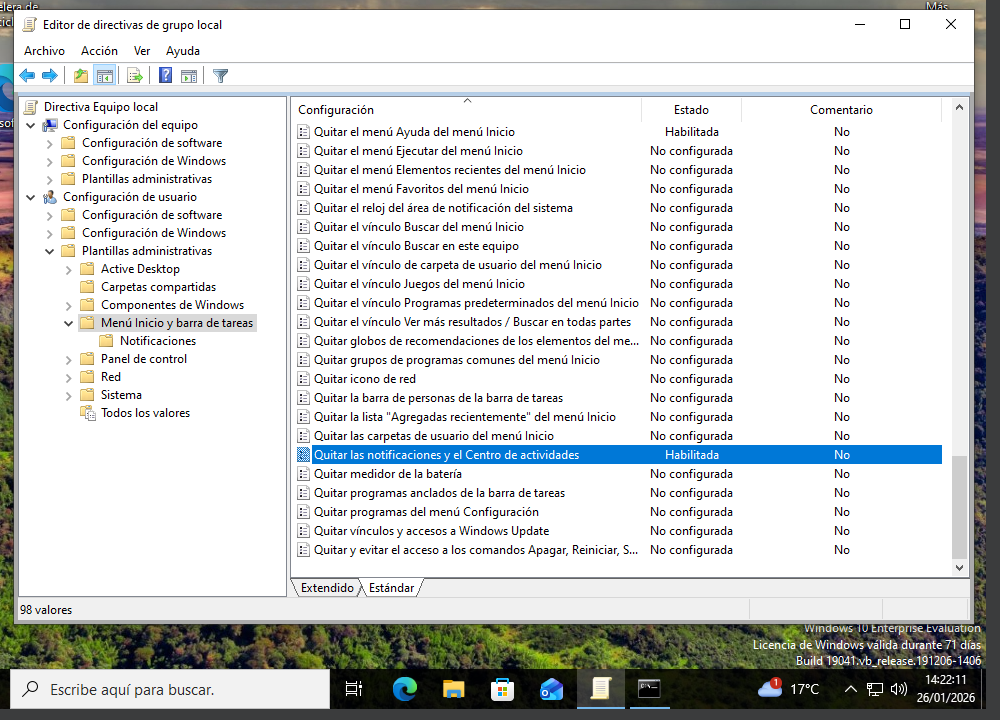 elera de
Más
Editor de directivas de grupo local
Archivo Acción Ver Ayuda
Directiva Equipo local
Configuración del equipo
Configuración de software
Configuración de Windows
Plantillas administrativas
Configuración de usuario
Configuración de software
Configuración de Windows
Plantillas administrativas
Active Desktop
Carpetas compartidas
Componentes de Windows
Menú Inicio y barra de tareas
Notificaciones
Panel de control
Red
Sistema
Todos los valores
Configuración Estado Comentario
Quitar el menú Ayuda del menú Inicio Habilitada No
Quitar el menú Ejecutar del menú Inicio No configurada No
Quitar el menú Elementos recientes del menú Inicio No configurada No
Quitar el menú Favoritos del menú Inicio No configurada No
Quitar el reloj del área de notificación del sistema No configurada No
Quitar el vínculo Buscar del menú Inicio No configurada No
Quitar el vínculo Buscar en este equipo No configurada No
Quitar el vínculo de carpeta de usuario del menú Inicio No configurada No
Quitar el vínculo Juegos del menú Inicio No configurada No
Quitar el vínculo Programas predeterminados del menú Inicio No configurada No
Quitar el vínculo Ver más resultados / Buscar en todas partes No configurada No
Quitar globos de recomendaciones de los elementos del me... No configurada No
Quitar grupos de programas comunes del menú Inicio No configurada No
Quitar icono de red No configurada No
Quitar la barra de personas de la barra de tareas No configurada No
Quitar la lista "Agregadas recientemente" del menú Inicio No configurada No
Quitar las carpetas de usuario del menú Inicio No configurada No
Quitar las notificaciones y el Centro de actividades Habilitada No
Quitar medidor de la batería No configurada No
Quitar programas anclados de la barra de tareas No configurada No
Quitar programas del menú Configuración No configurada No
Quitar vínculos y accesos a Windows Update No configurada No
Quitar y evitar el acceso a los comandos Apagar, Reiniciar, S... No configurada No
Extendido Estándar
98 valores
Windows 10 Enterprise Evaluation
Licencia de Windows válida durante 71 días
Build 19041.vb_release.191206-1406
Escribe aquí para buscar.
1
17°C
14:22:11
26/01/2026